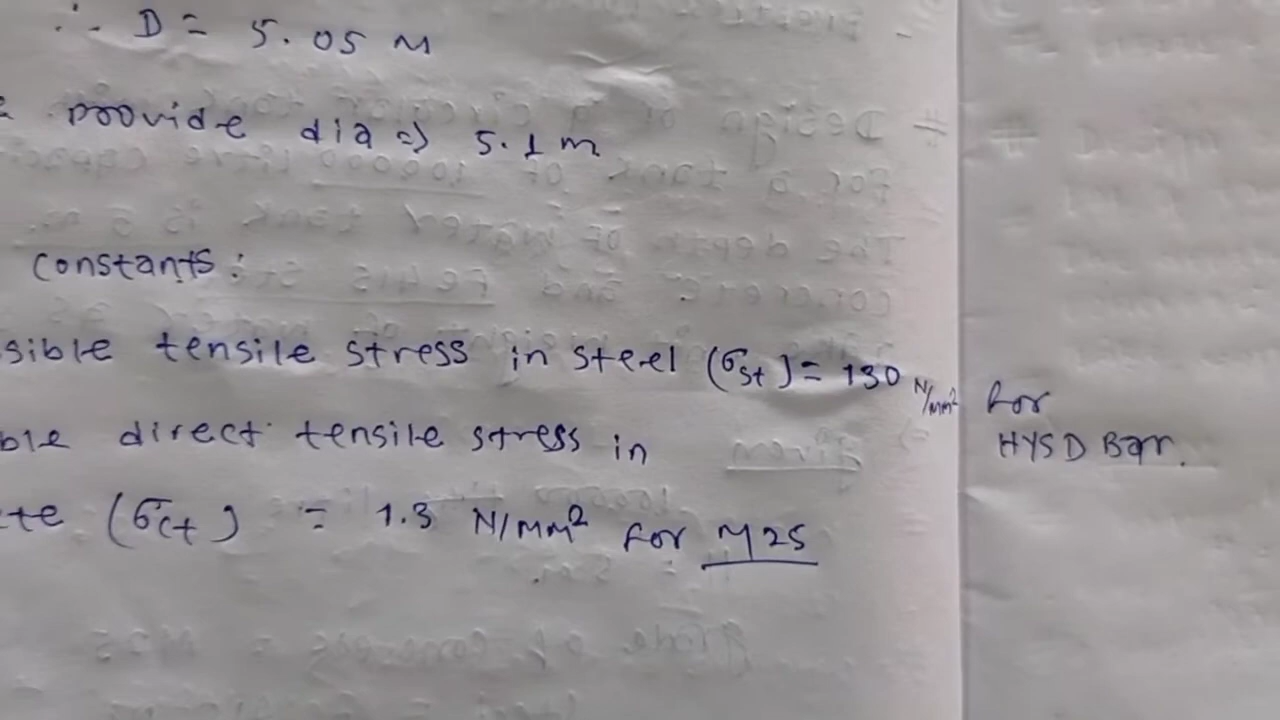 ∴ D = 5.05 M
provide dia => 5.1 m
constants:
sible tensile stress in steel (σst) = 130 N/mm² for
HYSD Bar.
ble direct tensile stress in
te (σct) = 1.3 N/mm² for M25